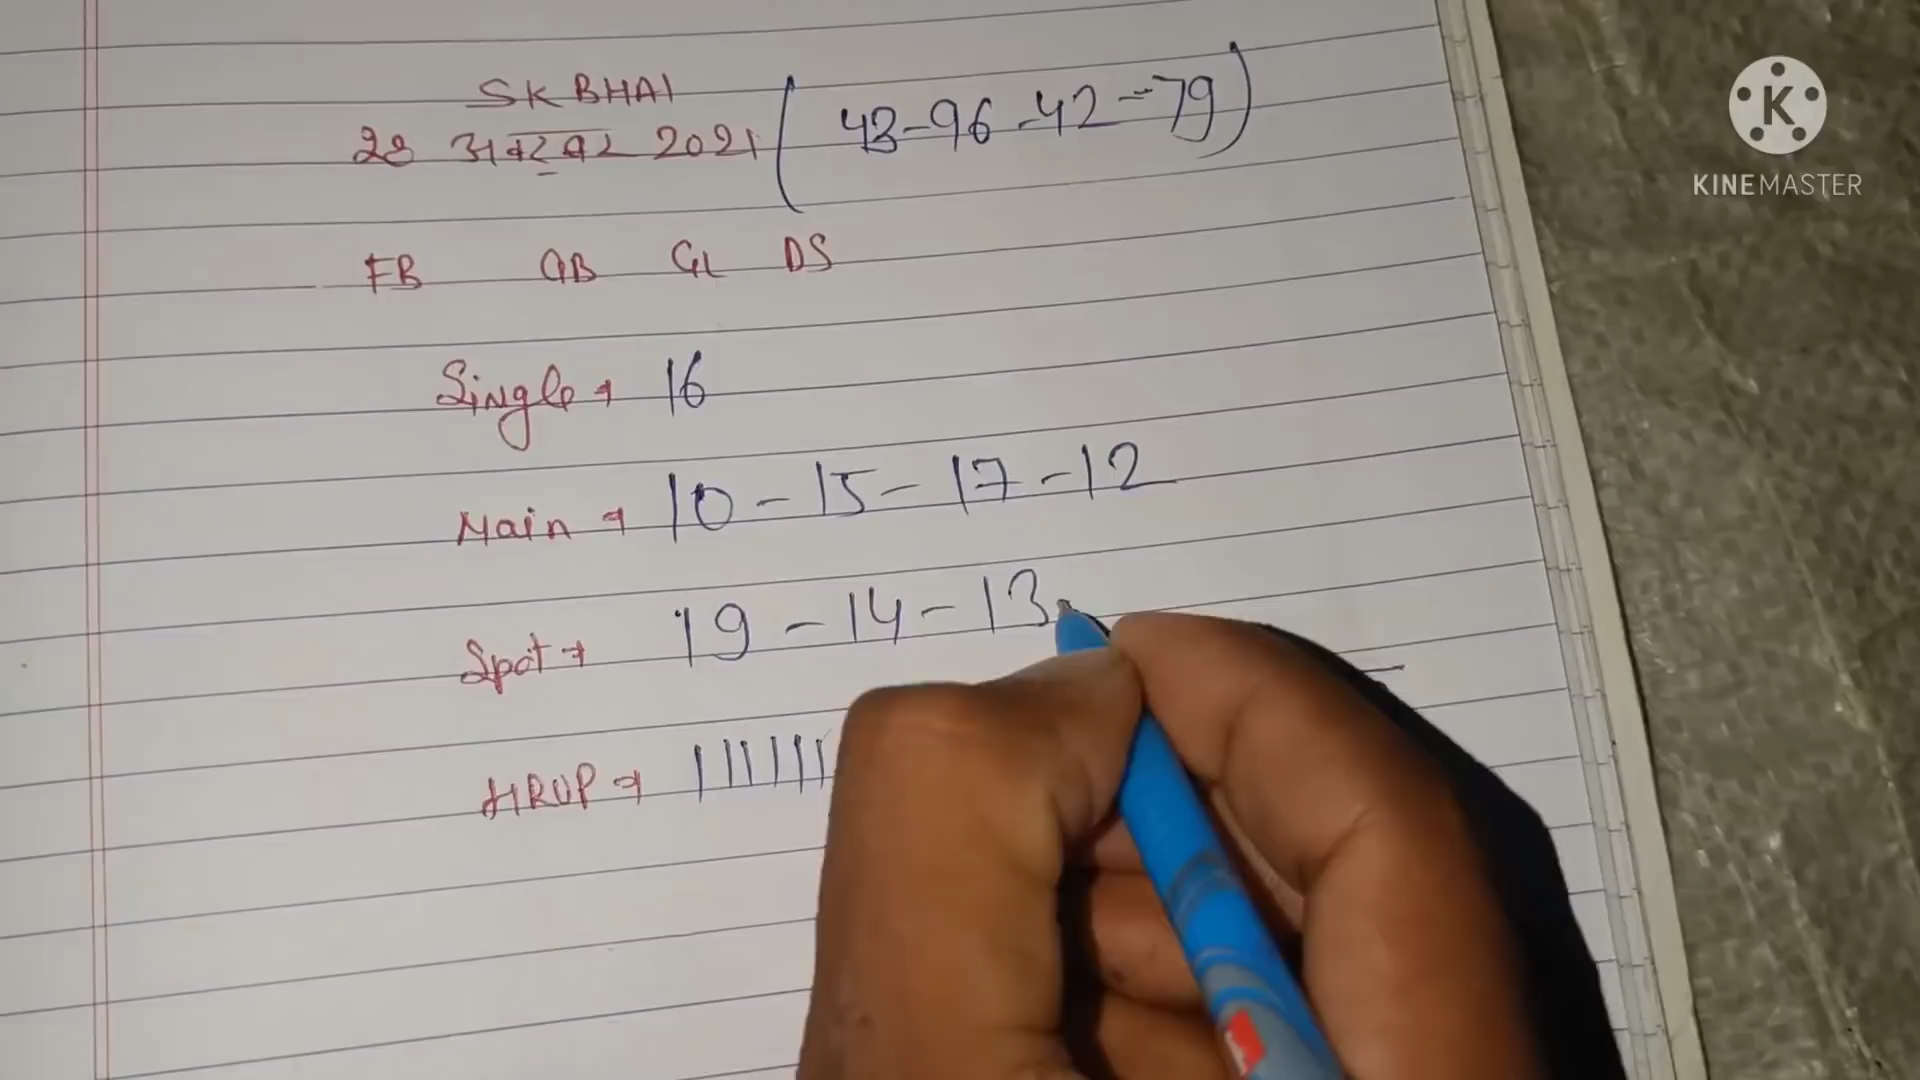 SK BHAI
28 अक्टूबर 2021 (43-96-42-79)
FB GB GL DS
Single → 16
Main → 10-15-17-12
Spot → 19-14-13
HRUP → 111111
KINEMASTER